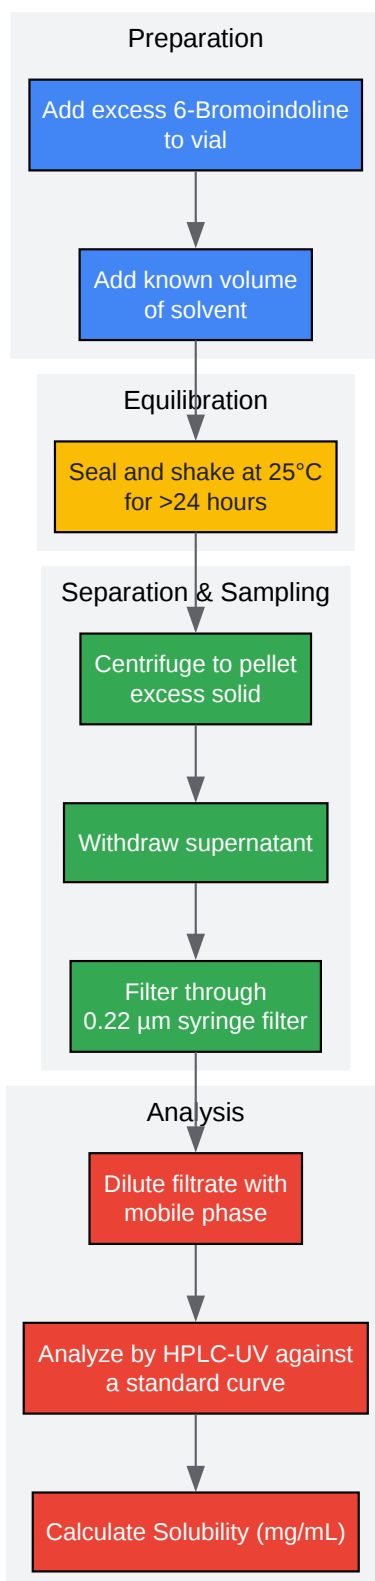 Preparation
Add excess 6-Bromoindoline
to vial
Add known volume
of solvent
Equilibration
Seal and shake at 25°C
for >24 hours
Separation & Sampling
Centrifuge to pellet
excess solid
Withdraw supernatant
Filter through
0.22 µm syringe filter
Analysis
Dilute filtrate with
mobile phase
Analyze by HPLC-UV against
a standard curve
Calculate Solubility (mg/mL)